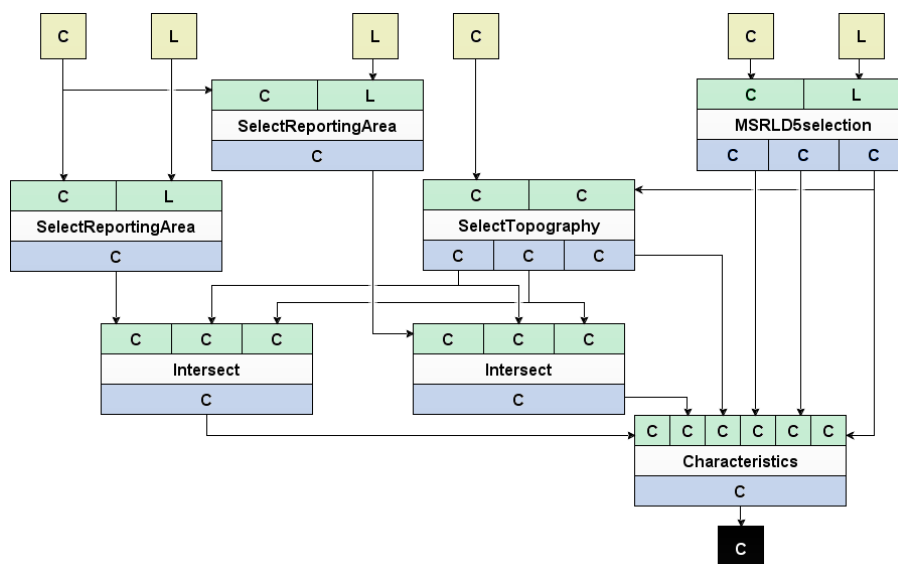 C L L C C L
C L
SelectReportingArea
C
C L
MSRLD5selection
C C C
C L
SelectReportingArea
C
C C
SelectTopography
C C C
C C C
Intersect
C
C C C
Intersect
C
C C C C C C
Characteristics
C
C